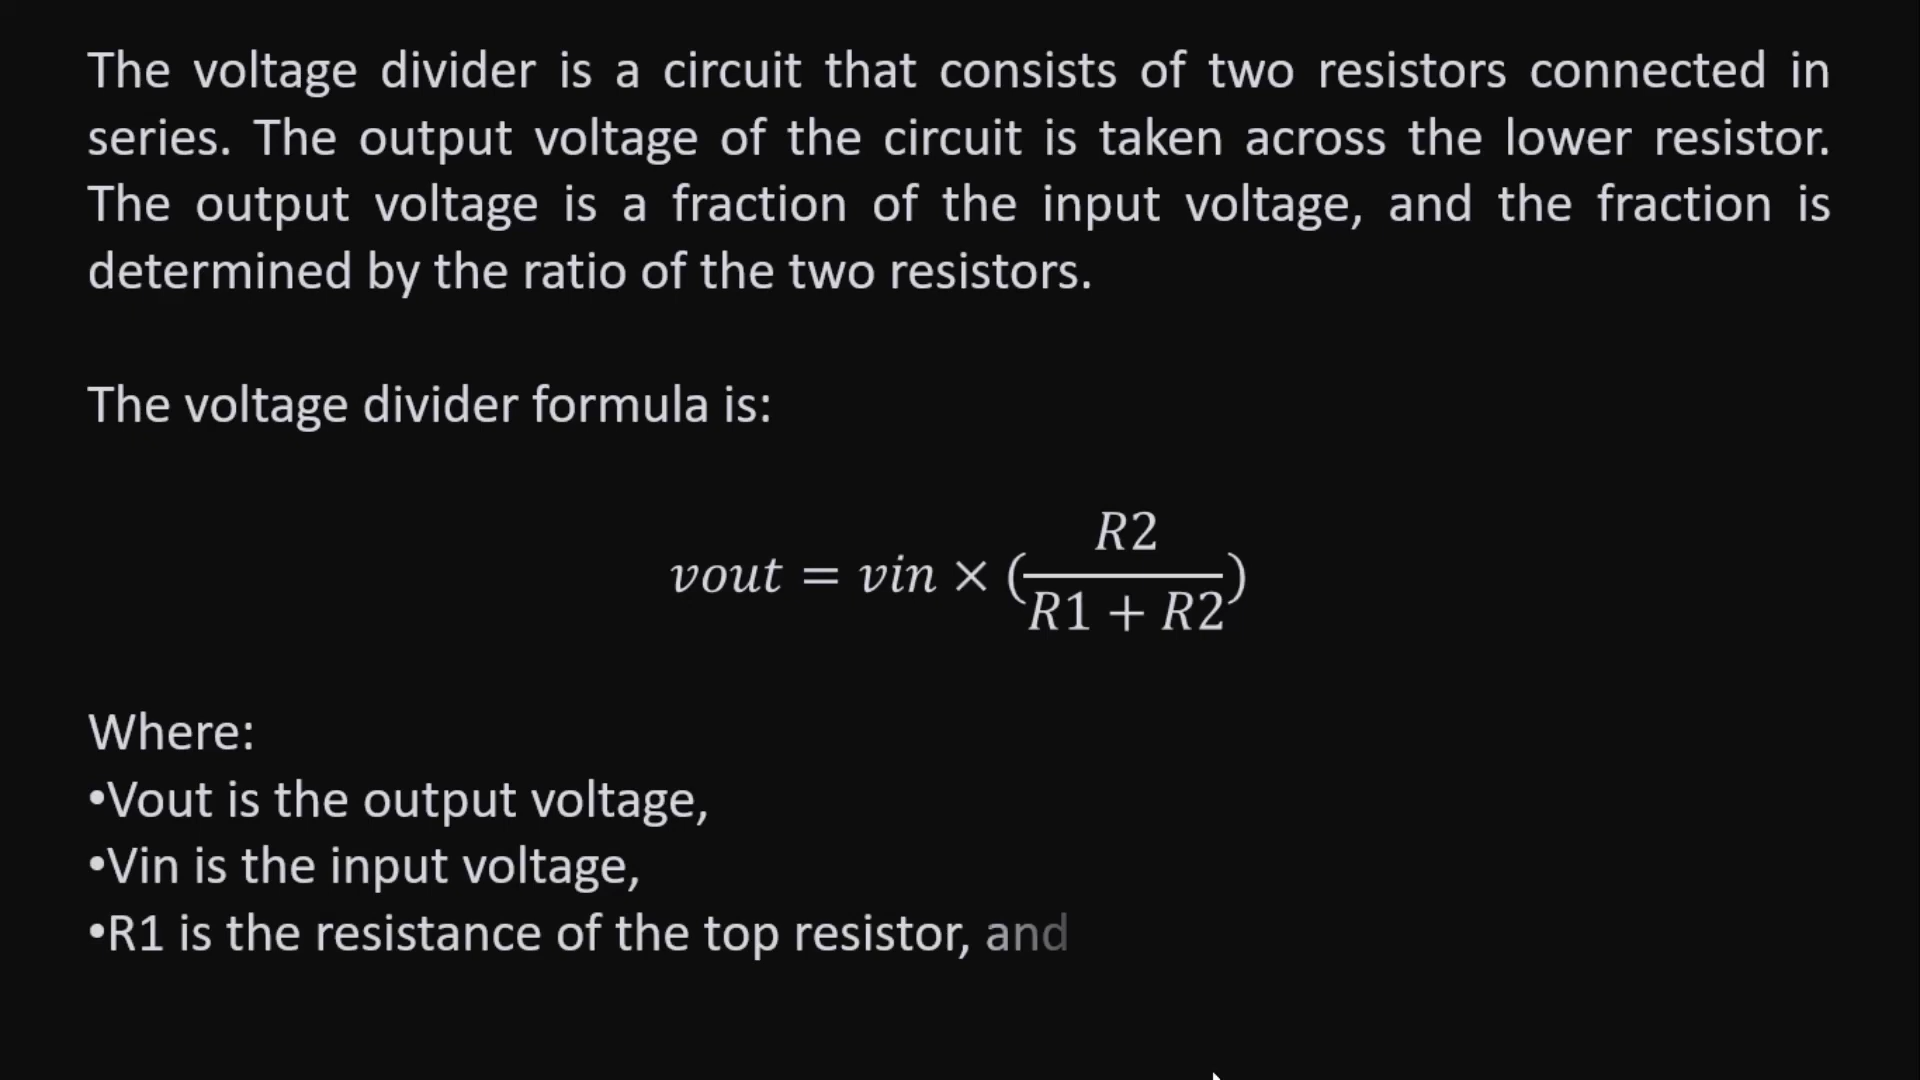 The voltage divider is a circuit that consists of two resistors connected in
series. The output voltage of the circuit is taken across the lower resistor.
The output voltage is a fraction of the input voltage, and the fraction is
determined by the ratio of the two resistors.
The voltage divider formula is:
vout = vin × (R2 / R1 + R2)
Where:
•Vout is the output voltage,
•Vin is the input voltage,
•R1 is the resistance of the top resistor, and